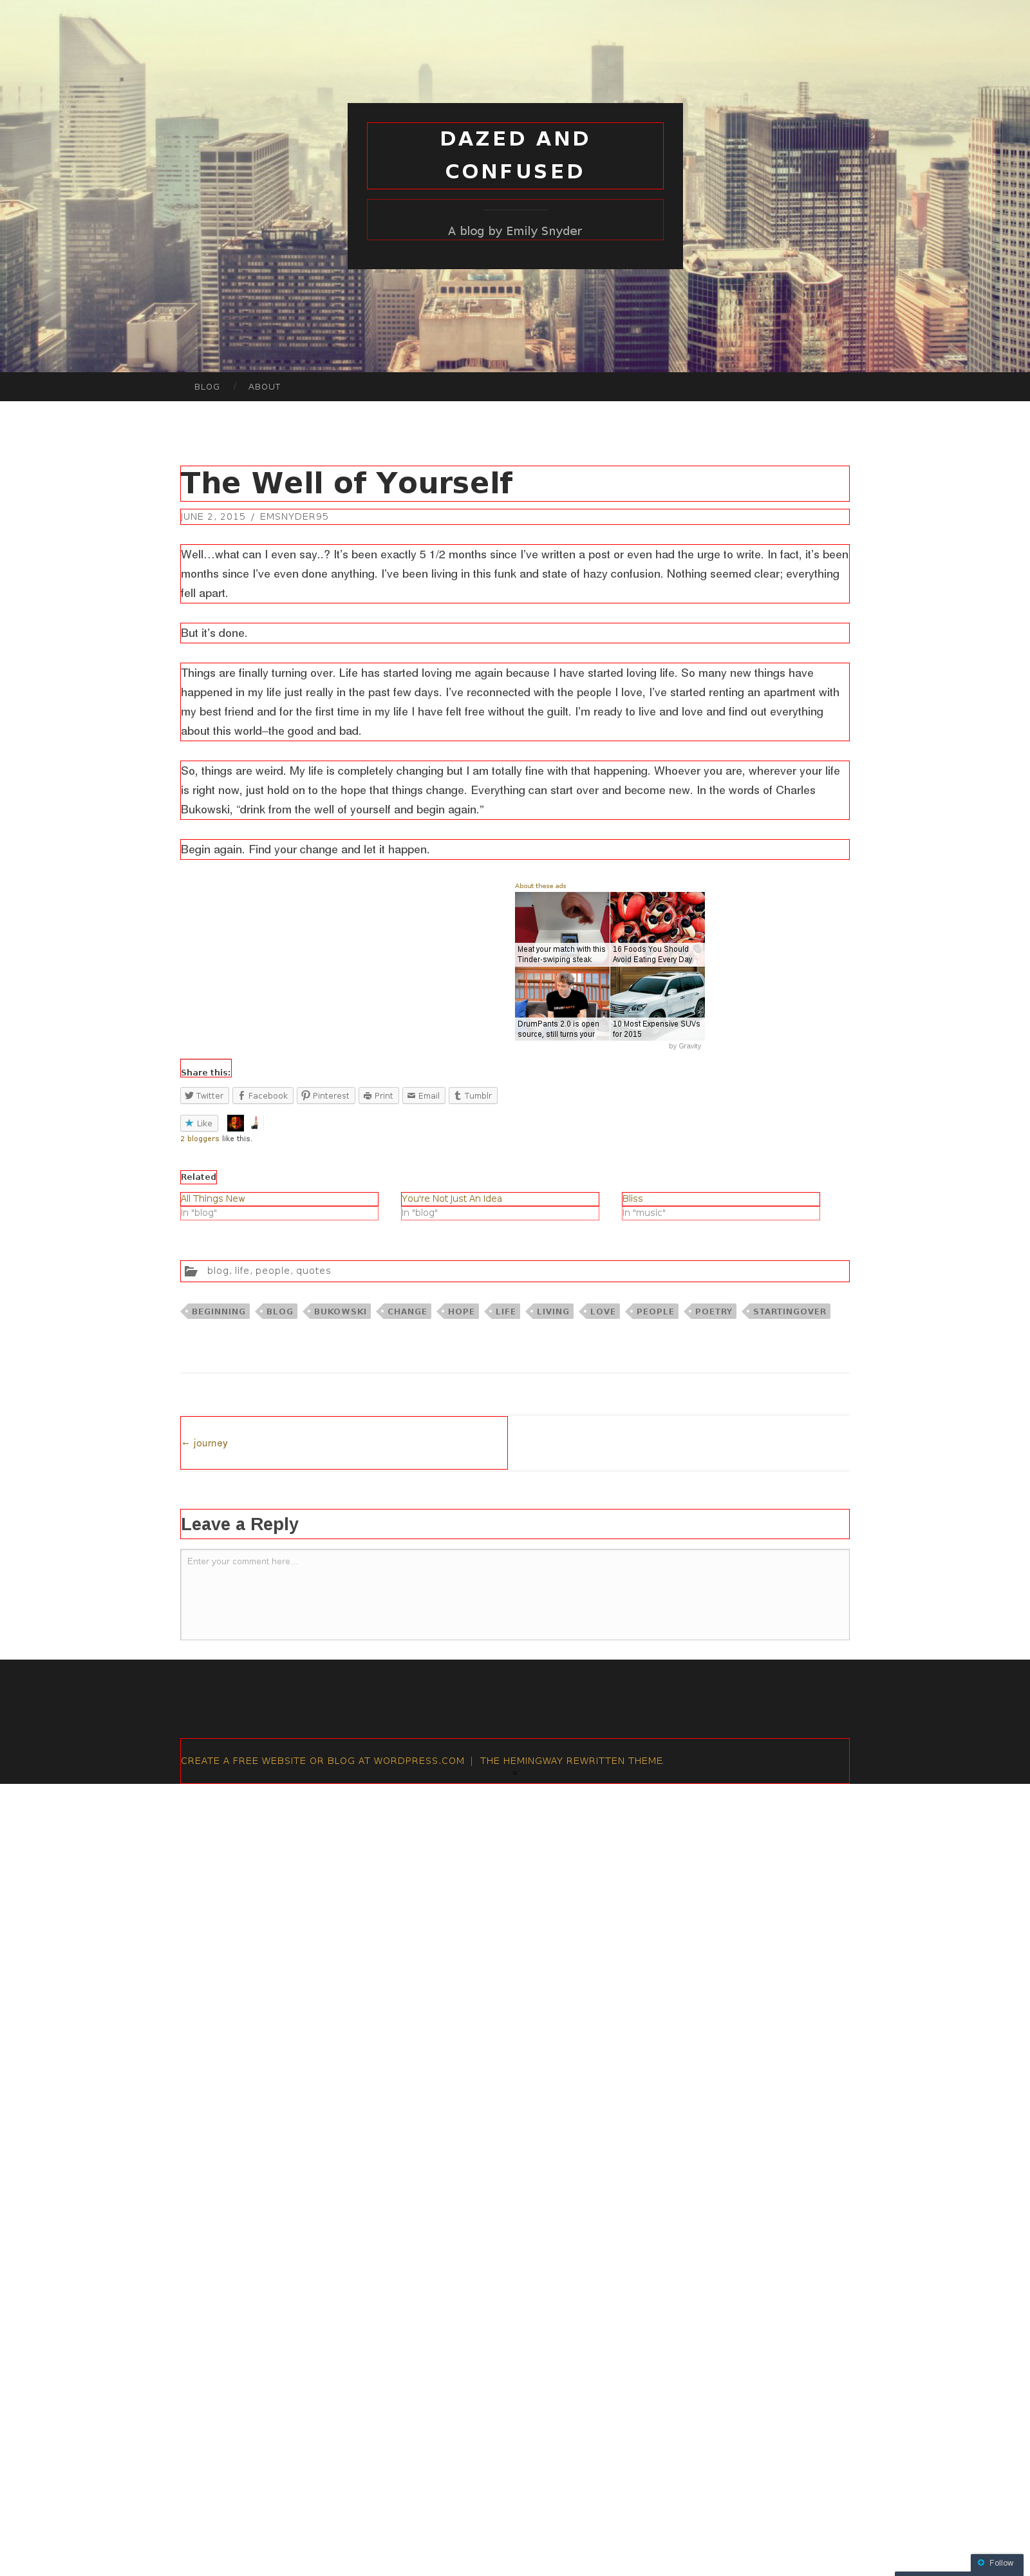 DAZED AND
CONFUSED
A blog by Emily Snyder
BLOG / ABOUT
The Well of Yourself
JUNE 2, 2015 / EMSNYDER95
Well…what can I even say..? It's been exactly 5 1/2 months since I've written a post or even had the urge to write. In fact, it's been
months since I've even done anything. I've been living in this funk and state of hazy confusion. Nothing seemed clear; everything
fell apart.
But it's done.
Things are finally turning over. Life has started loving me again because I have started loving life. So many new things have
happened in my life just really in the past few days. I've reconnected with the people I love, I've started renting an apartment with
my best friend and for the first time in my life I have felt free without the guilt. I'm ready to live and love and find out everything
about this world–the good and bad.
So, things are weird. My life is completely changing but I am totally fine with that happening. Whoever you are, wherever your life
is right now, just hold on to the hope that things change. Everything can start over and become new. In the words of Charles
Bukowski, “drink from the well of yourself and begin again.”
Begin again. Find your change and let it happen.
About these ads
Meat your match with this
Tinder-swiping steak
16 Foods You Should
Avoid Eating Every Day
DRUMPANTS
DrumPants 2.0 is open
source, still turns your
10 Most Expensive SUVs
for 2015
by Gravity
Share this:
Twitter Facebook Pinterest Print Email Tumblr
Like
2 bloggers like this.
Related
All Things New
In "blog"
You're Not Just An Idea
In "blog"
Bliss
In "music"
blog, life, people, quotes
BEGINNING BLOG BUKOWSKI CHANGE HOPE LIFE LIVING LOVE PEOPLE POETRY STARTINGOVER
← journey
Leave a Reply
Enter your comment here...
CREATE A FREE WEBSITE OR BLOG AT WORDPRESS.COM | THE HEMINGWAY REWRITTEN THEME.
Follow